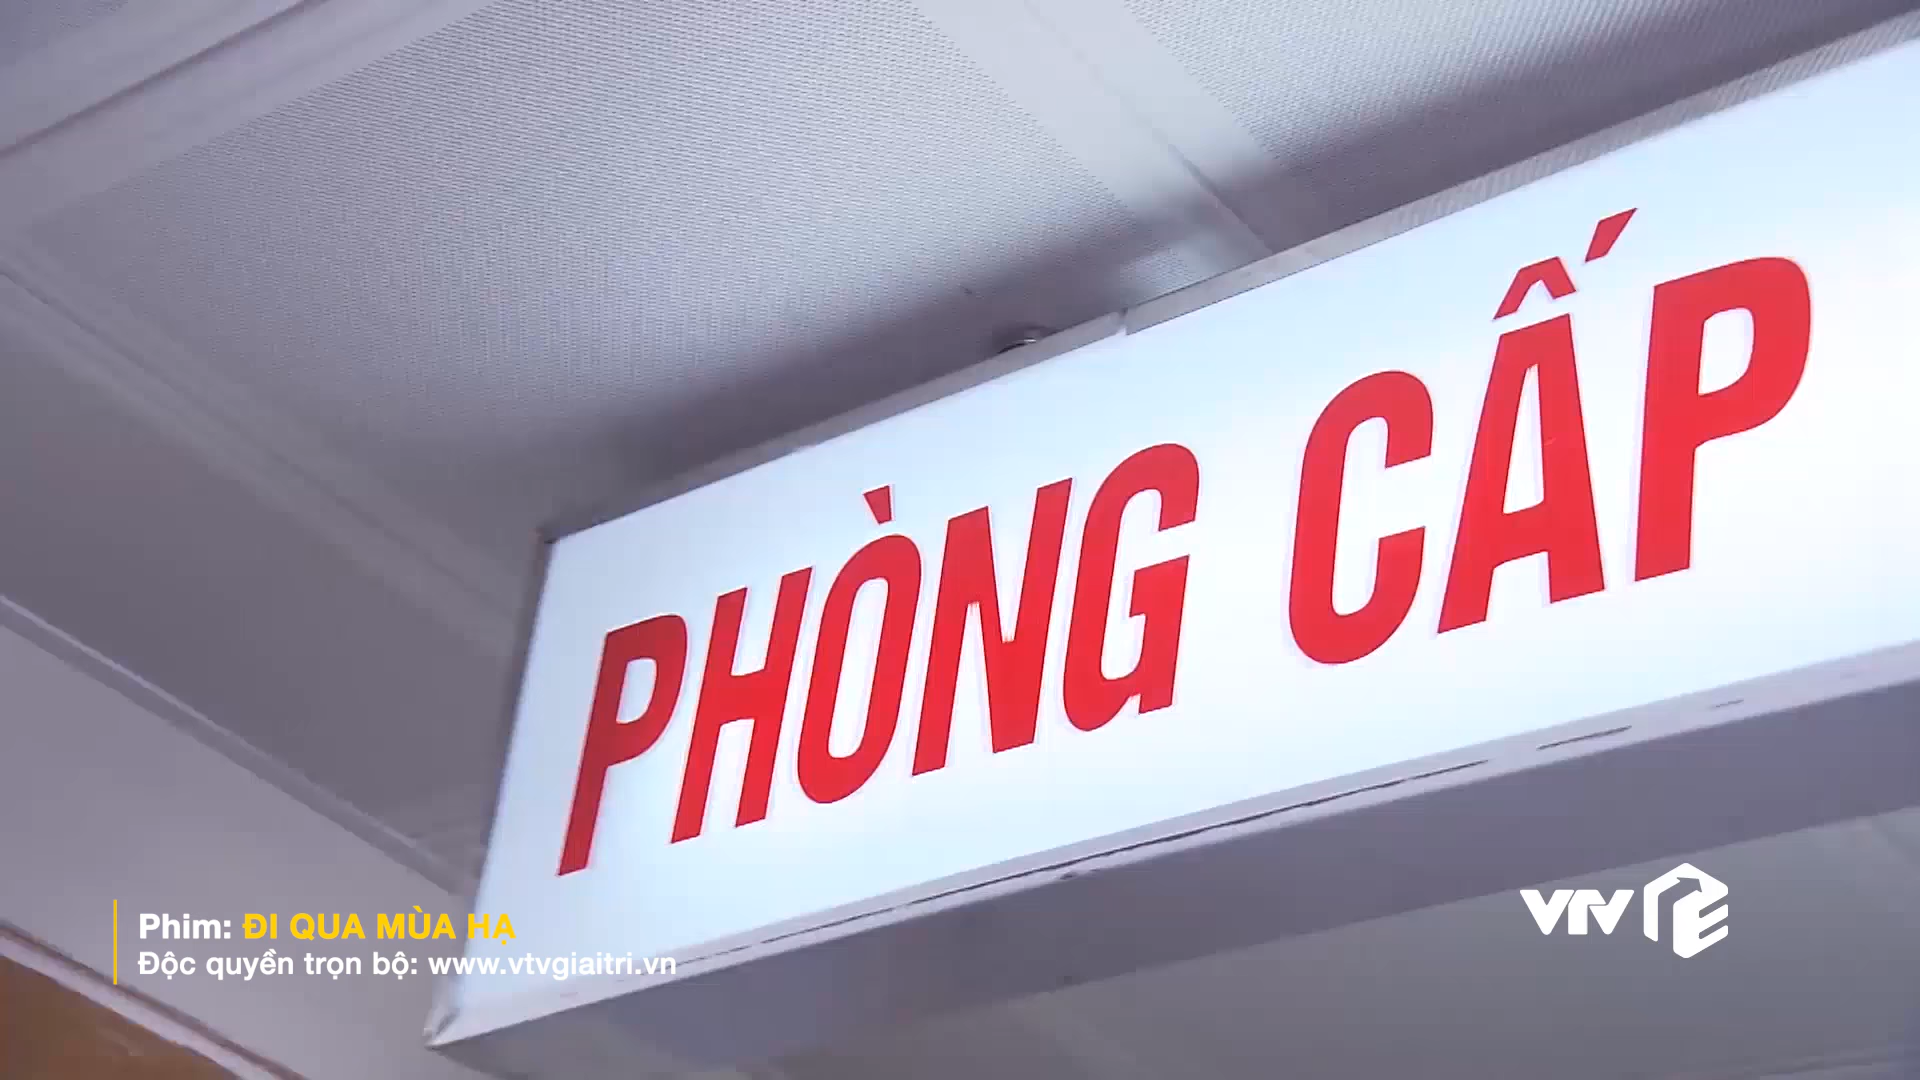 PHÒNG CẤP
Phim: ĐI QUA MÙA HẠ
Độc quyền trọn bộ: www.vtvgiaitri.vn
VTV